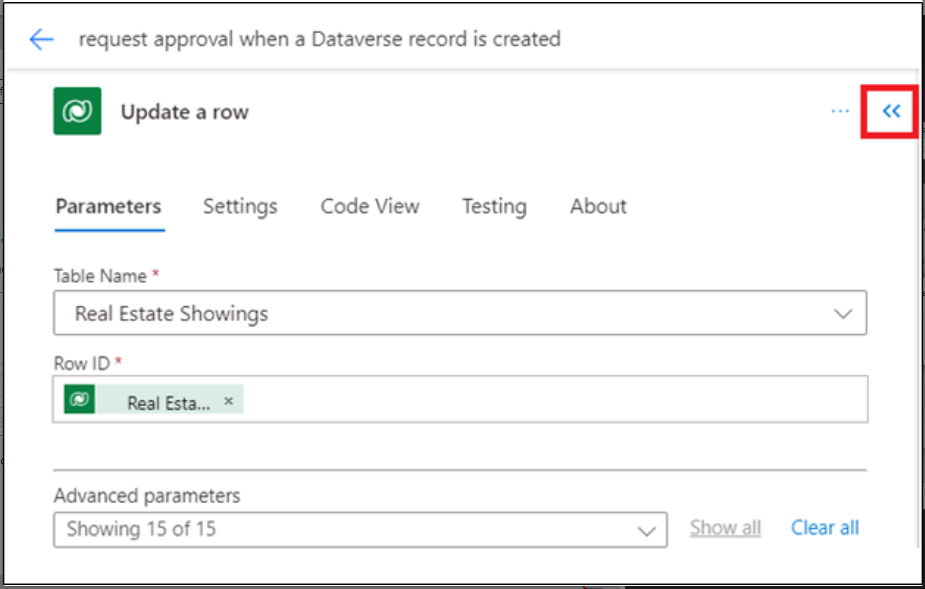 request approval when a Dataverse record is created
Update a row
Parameters Settings Code View Testing About
Table Name *
Real Estate Showings
Row ID *
Real Esta... ×
Advanced parameters
Showing 15 of 15 Show all Clear all